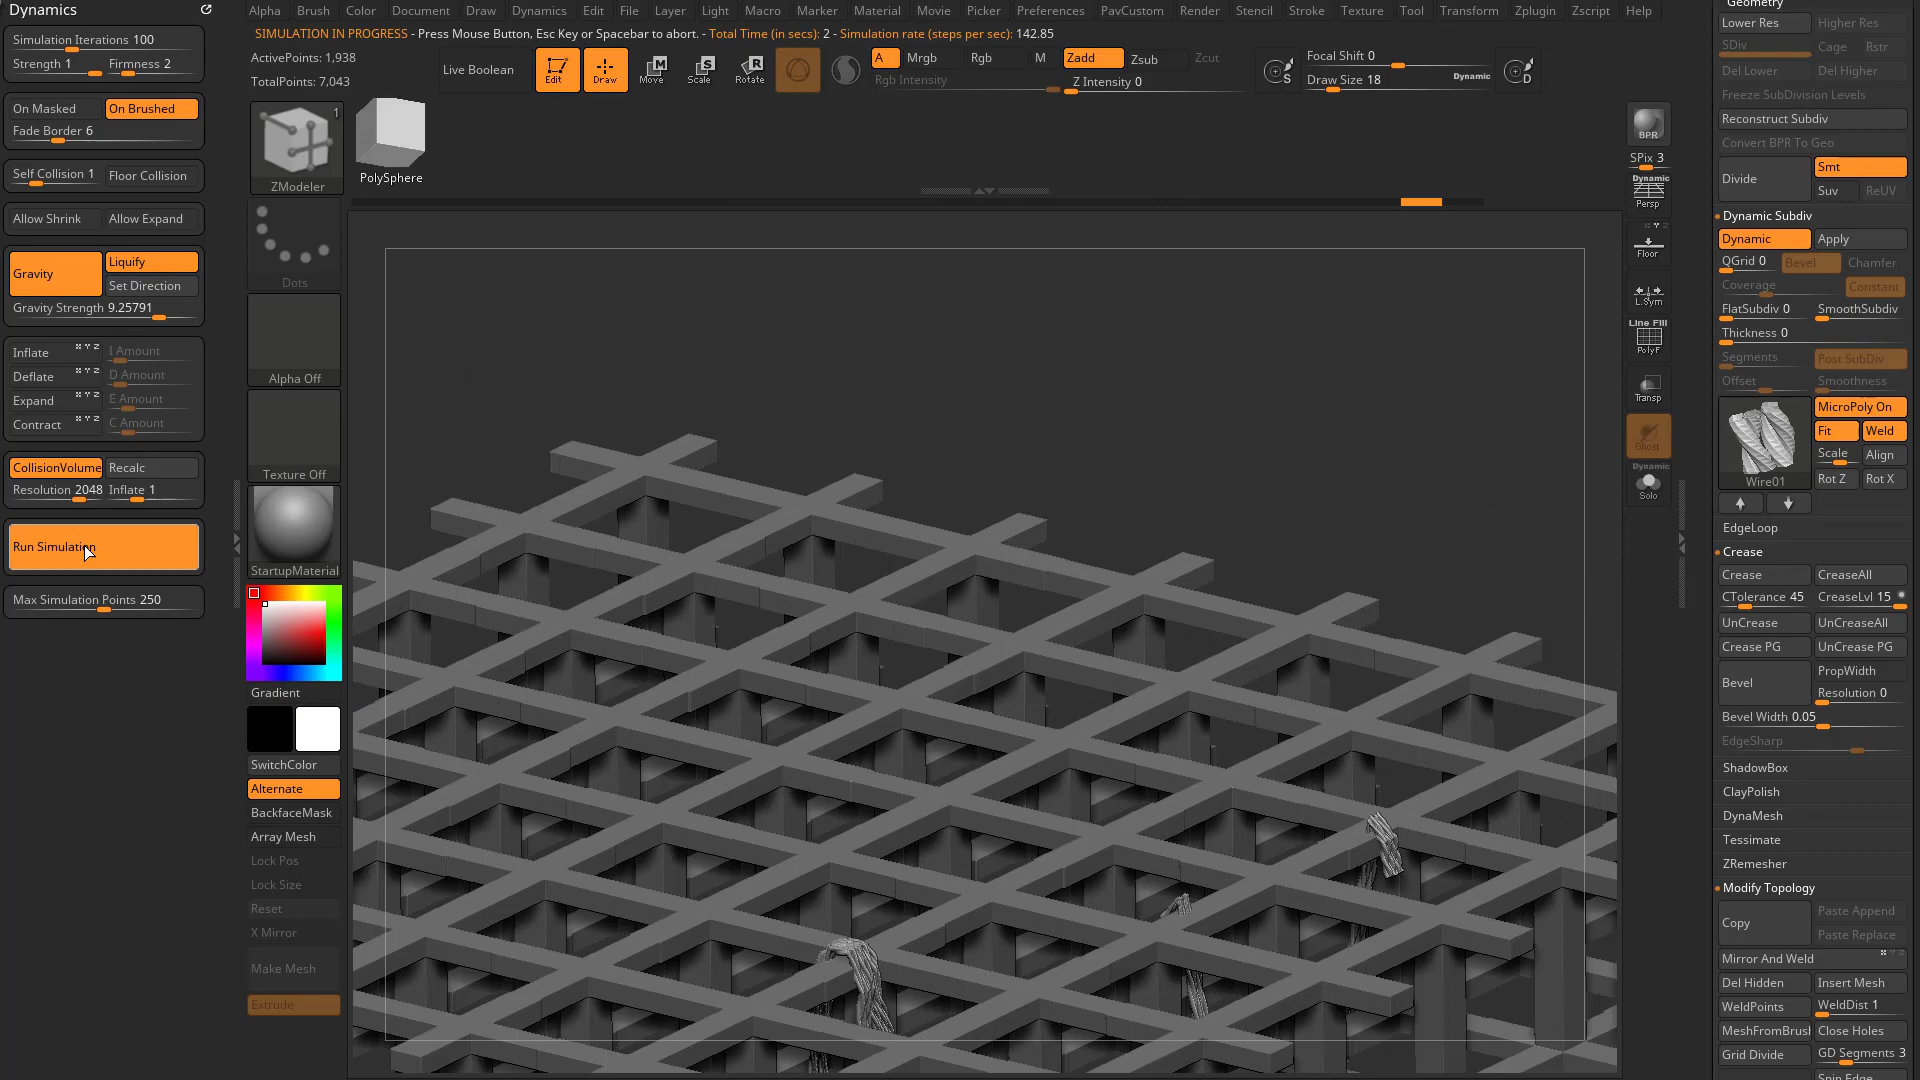 Dynamics
Simulation Iterations 100
Strength 1 Firmness 2
On Masked On Brushed
Fade Border 6
Self Collision 1 Floor Collision
Allow Shrink Allow Expand
Gravity Liquify
Set Direction
Gravity Strength 9.25791
Inflate X Y Z I Amount
Deflate X Y Z D Amount
Expand X Y Z E Amount
Contract X Y Z C Amount
CollisionVolume Recalc
Resolution 2048 Inflate 1
Run Simulation
Max Simulation Points 250
Alpha Brush Color Document Draw Dynamics Edit File Layer Light Macro Marker Material Movie Picker Preferences PavCustom Render Stencil Stroke Texture Tool Transform Zplugin Zscript Help
SIMULATION IN PROGRESS - Press Mouse Button, Esc Key or Spacebar to abort. - Total Time (in secs): 2 - Simulation rate (steps per sec): 142.85
ActivePoints: 1,938
TotalPoints: 7,043
Live Boolean
Edit
Draw
M
Move
S
Scale
R
Rotate
A Mrgb Rgb M
Rgb Intensity
Zadd Zsub Zcut
Z Intensity 0
S
Focal Shift 0
Draw Size 18 Dynamic
D
1
ZModeler
PolySphere
Dots
Alpha Off
Texture Off
StartupMaterial
Gradient
SwitchColor
Alternate
BackfaceMask
Array Mesh
Lock Pos
Lock Size
Reset
X Mirror
Make Mesh
Extrude
BPR
SPix 3
Dynamic
Persp
Floor
L.Sym
Line Fill
PolyF
Transp
Ghost
Dynamic
Solo
Geometry
Lower Res Higher Res
SDiv Cage Rstr
Del Lower Del Higher
Freeze SubDivision Levels
Reconstruct Subdiv
Convert BPR To Geo
Divide Smt
Suv ReUV
Dynamic Subdiv
Dynamic Apply
QGrid 0 Bevel Chamfer
Coverage Constant
FlatSubdiv 0 SmoothSubdiv
Thickness 0
Segments Post SubDiv
Offset Smoothness
MicroPoly On
Fit Weld
Scale Align
Wire01 Rot Z Rot X
EdgeLoop
Crease
Crease CreaseAll
CTolerance 45 CreaseLvl 15
UnCrease UnCreaseAll
Crease PG UnCrease PG
Bevel PropWidth
Resolution 0
Bevel Width 0.05
EdgeSharp
ShadowBox
ClayPolish
DynaMesh
Tessimate
ZRemesher
Modify Topology
Copy Paste Append
Paste Replace
Mirror And Weld
Del Hidden Insert Mesh
WeldPoints WeldDist 1
MeshFromBrush Close Holes
Grid Divide GD Segments 3
Spin Edge